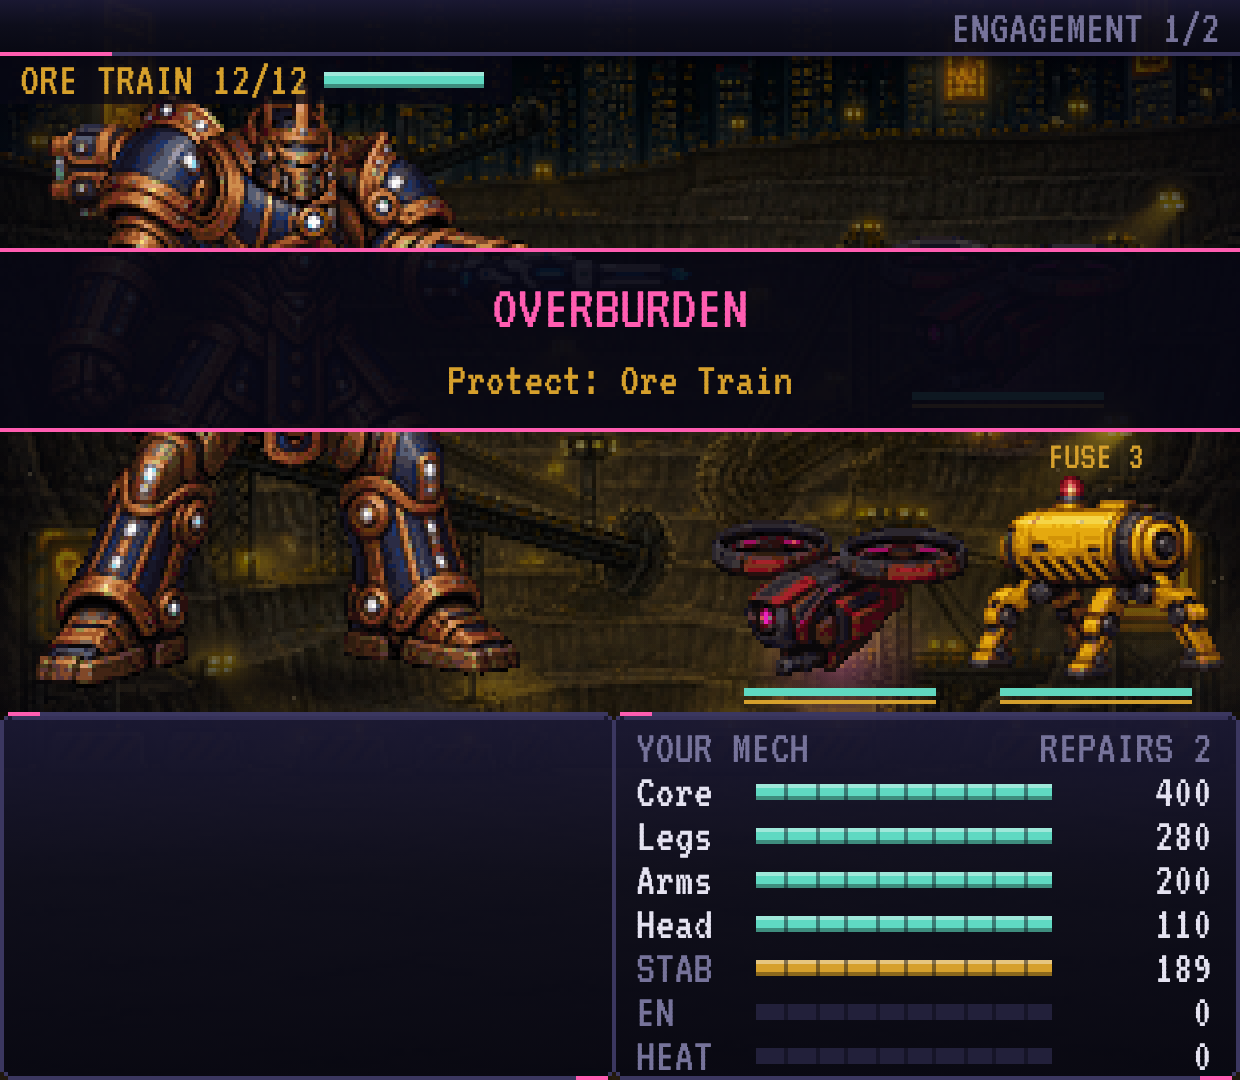 ENGAGEMENT 1/2
ORE TRAIN 12/12
OVERBURDEN
Protect: Ore Train
FUSE 3
YOUR MECH REPAIRS 2
Core 400
Legs 280
Arms 200
Head 110
STAB 189
EN 0
HEAT 0